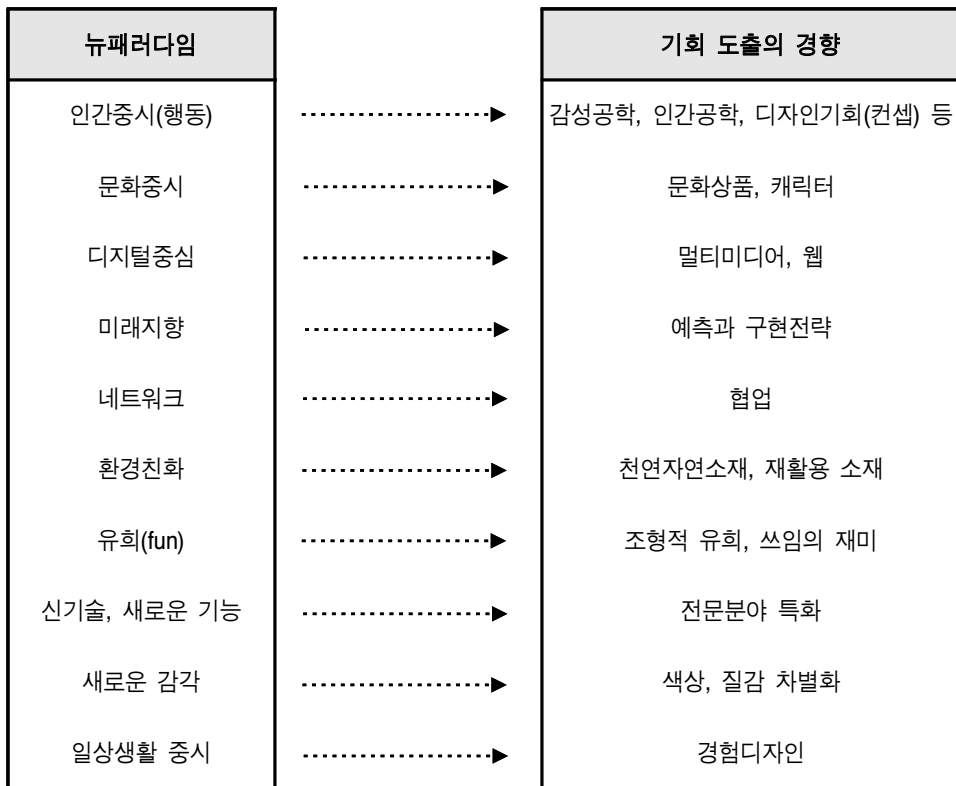 뉴패러다임 기회 도출의 경향
인간중시(행동) 감성공학, 인간공학, 디자인기회(컨셉) 등
문화중시 문화상품, 캐릭터
디지털중심 멀티미디어, 웹
미래지향 예측과 구현전략
네트워크 협업
환경친화 천연자연소재, 재활용 소재
유희(fun) 조형적 유희, 쓰임의 재미
신기술, 새로운 기능 전문분야 특화
새로운 감각 색상, 질감 차별화
일상생활 중시 경험디자인